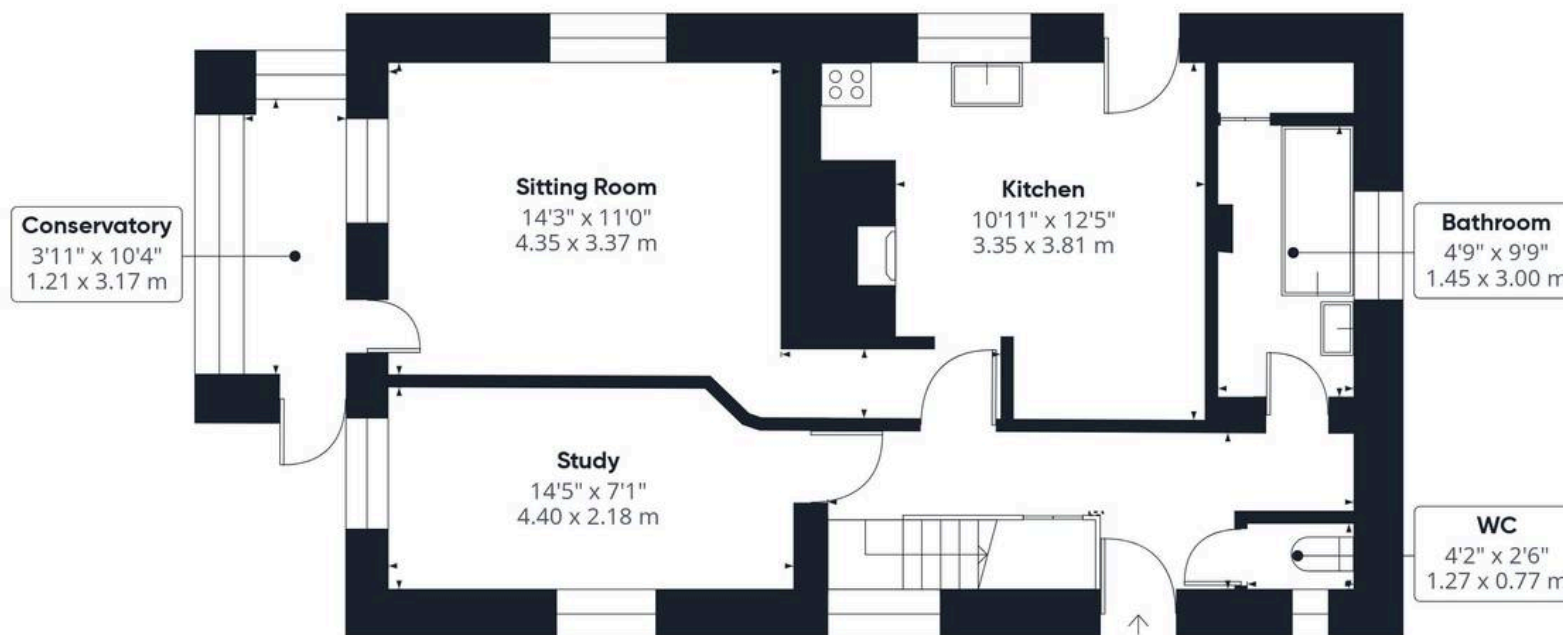 Conservatory
3'11" x 10'4"
1.21 x 3.17 m
Sitting Room
14'3" x 11'0"
4.35 x 3.37 m
Kitchen
10'11" x 12'5"
3.35 x 3.81 m
Bathroom
4'9" x 9'9"
1.45 x 3.00 m
Study
14'5" x 7'1"
4.40 x 2.18 m
WC
4'2" x 2'6"
1.27 x 0.77 m